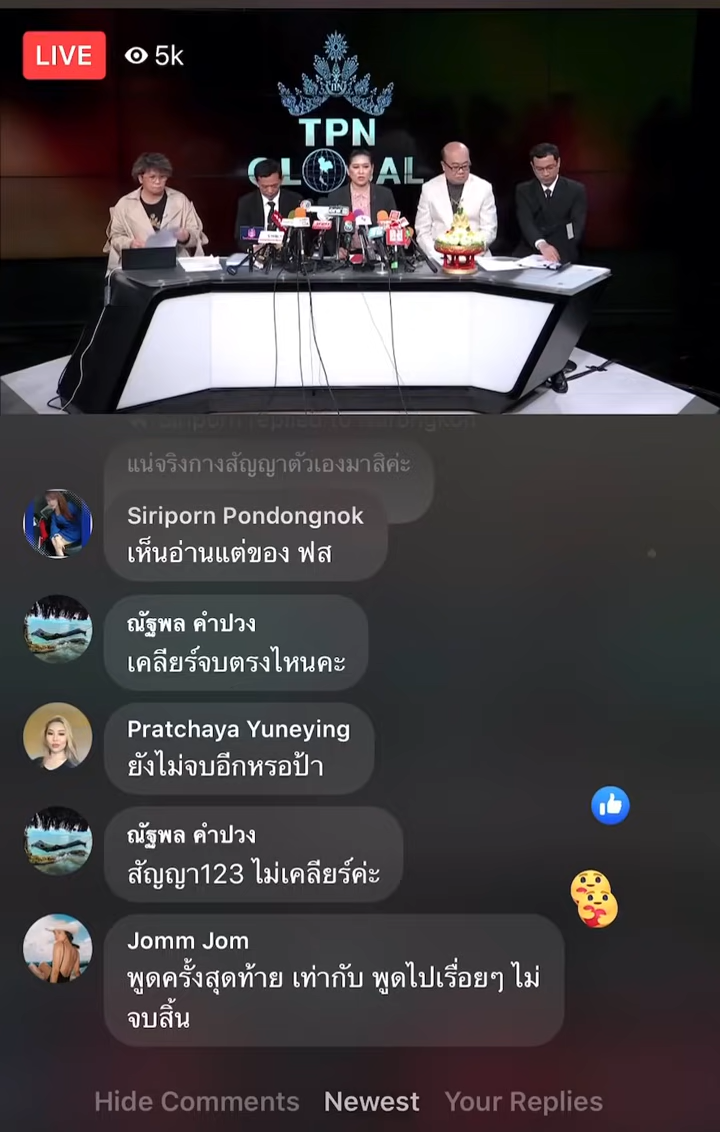 LIVE
5k
TPN
GLOBAL
แน่จริงกางสัญญาตัวเองมาสิค่ะ
Siriporn Pondongnok
เห็นอ่านแต่ของ ฟส
ณัฐพล คำปวง
เคลียร์จบตรงไหนคะ
Pratchaya Yuneying
ยังไม่จบอีกหรอป้า
ณัฐพล คำปวง
สัญญา123 ไม่เคลียร์ค่ะ
Jomm Jom
พูดครั้งสุดท้าย เท่ากับ พูดไปเรื่อยๆ ไม่
จบสิ้น
Hide Comments Newest Your Replies